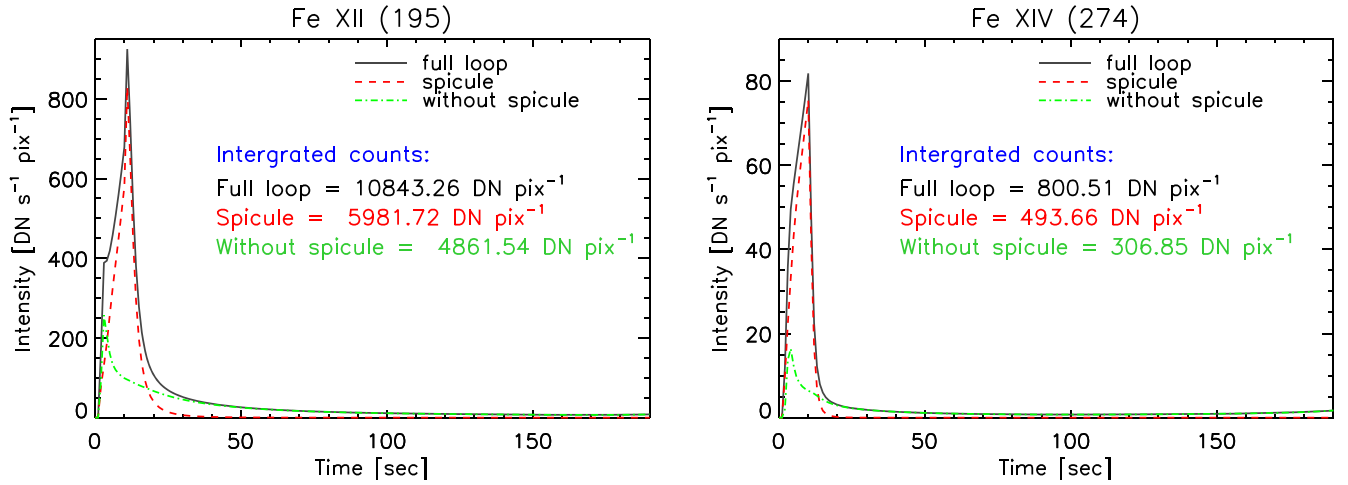 Fe XII (195)
full loop
spicule
without spicule
Intergrated counts:
Full loop = 10843.26 DN pix⁻¹
Spicule = 5981.72 DN pix⁻¹
Without spicule = 4861.54 DN pix⁻¹
Intensity [DN s⁻¹ pix⁻¹]
800
600
400
200
0
0 50 100 150
Time [sec]
Fe XIV (274)
full loop
spicule
without spicule
Intergrated counts:
Full loop = 800.51 DN pix⁻¹
Spicule = 493.66 DN pix⁻¹
Without spicule = 306.85 DN pix⁻¹
Intensity [DN s⁻¹ pix⁻¹]
80
60
40
20
0
0 50 100 150
Time [sec]